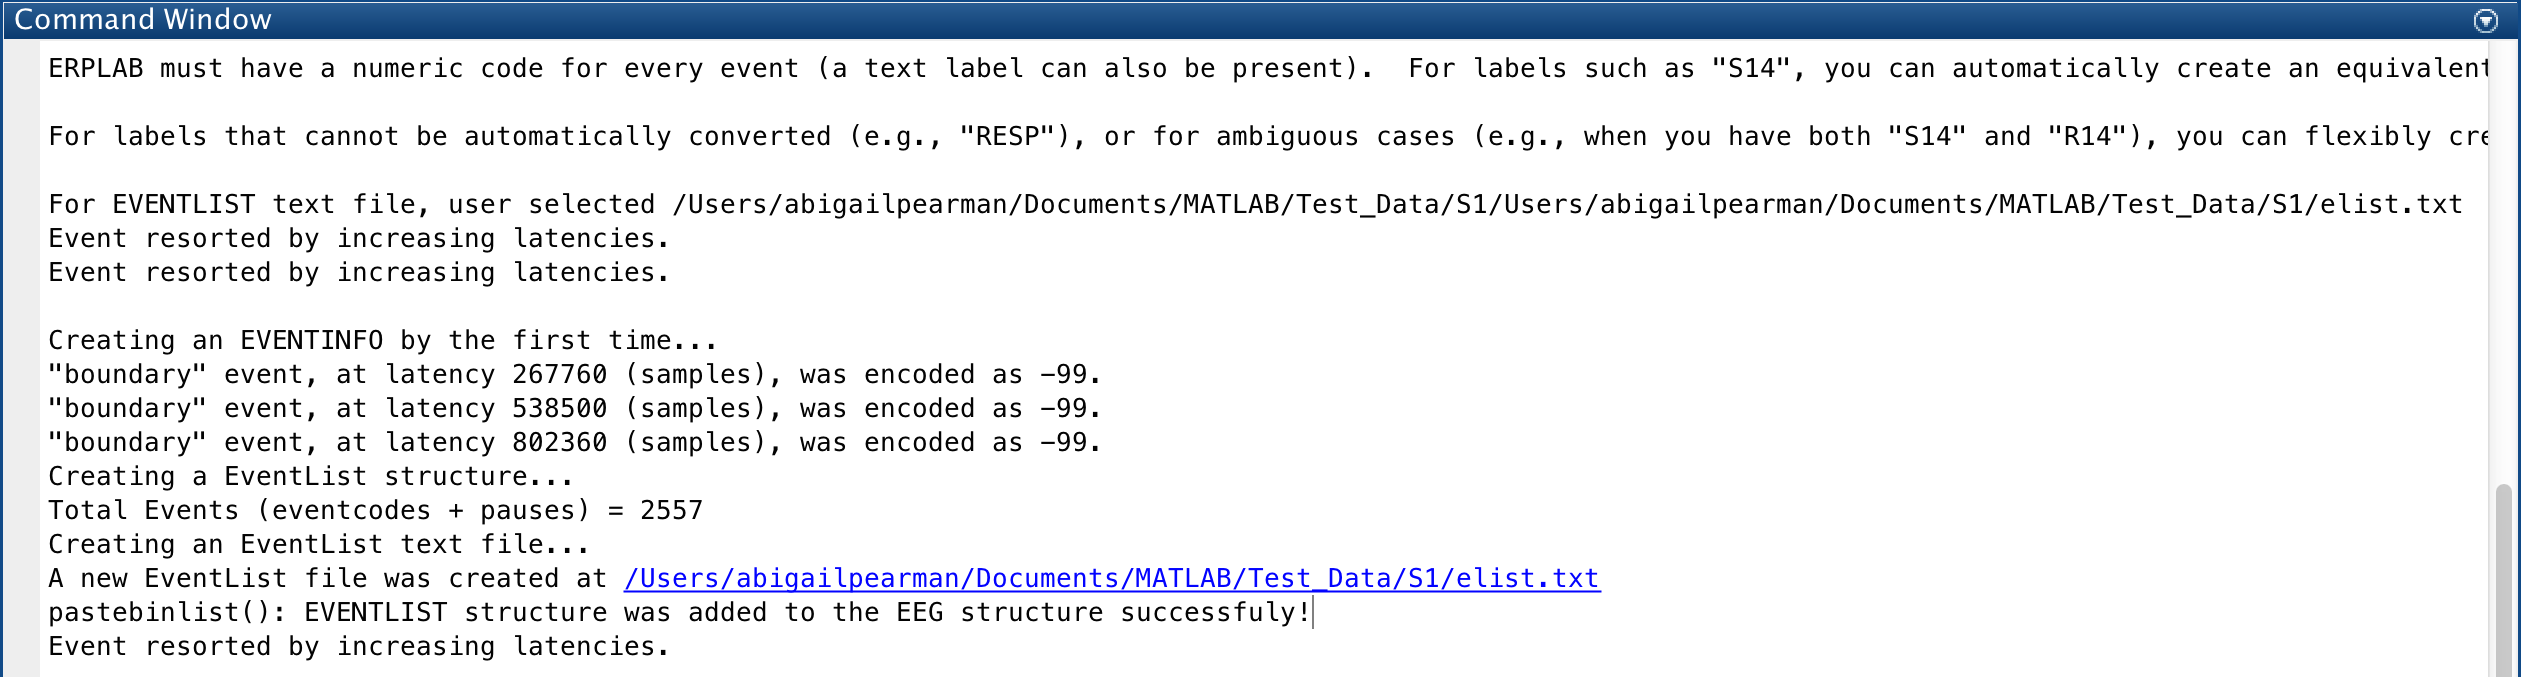 Command Window
ERPLAB must have a numeric code for every event (a text label can also be present).  For labels such as "S14", you can automatically create an equivalent
For labels that cannot be automatically converted (e.g., "RESP"), or for ambiguous cases (e.g., when you have both "S14" and "R14"), you can flexibly cre
For EVENTLIST text file, user selected /Users/abigailpearman/Documents/MATLAB/Test_Data/S1/Users/abigailpearman/Documents/MATLAB/Test_Data/S1/elist.txt
Event resorted by increasing latencies.
Event resorted by increasing latencies.
Creating an EVENTINFO by the first time...
"boundary" event, at latency 267760 (samples), was encoded as -99.
"boundary" event, at latency 538500 (samples), was encoded as -99.
"boundary" event, at latency 802360 (samples), was encoded as -99.
Creating a EventList structure...
Total Events (eventcodes + pauses) = 2557
Creating an EventList text file...
A new EventList file was created at /Users/abigailpearman/Documents/MATLAB/Test_Data/S1/elist.txt
pastebinlist(): EVENTLIST structure was added to the EEG structure successfuly!
Event resorted by increasing latencies.